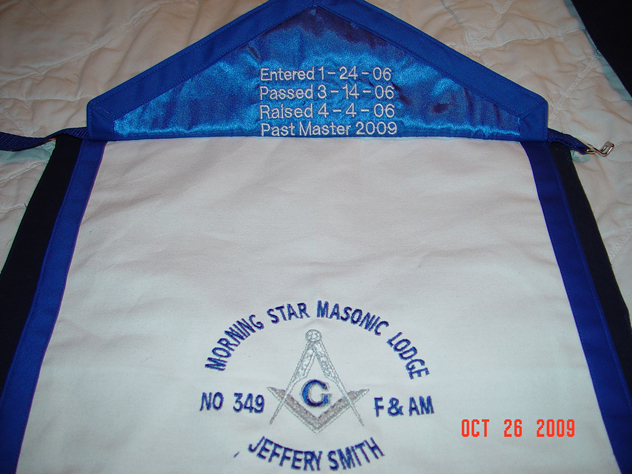 Entered 1-24-06
Passed 3-14-06
Raised 4-4-06
Past Master 2009
MORNING STAR MASONIC LODGE
NO 349 G F & AM
JEFFERY SMITH
OCT 26 2009